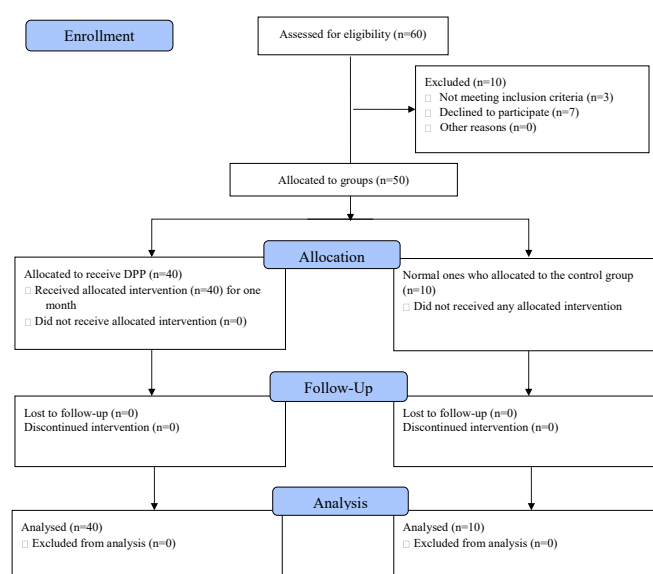 Enrollment
Assessed for eligibility (n=60)
Excluded (n=10)
□ Not meeting inclusion criteria (n=3)
□ Declined to participate (n=7)
□ Other reasons (n=0)
Allocated to groups (n=50)
Allocation
Allocated to receive DPP (n=40)
□ Received allocated intervention (n=40) for one
month
□ Did not receive allocated intervention (n=0)
Normal ones who allocated to the control group
(n=10)
□ Did not received any allocated intervention
Follow-Up
Lost to follow-up (n=0)
Discontinued intervention (n=0)
Lost to follow-up (n=0)
Discontinued intervention (n=0)
Analysis
Analysed (n=40)
□ Excluded from analysis (n=0)
Analysed (n=10)
□ Excluded from analysis (n=0)